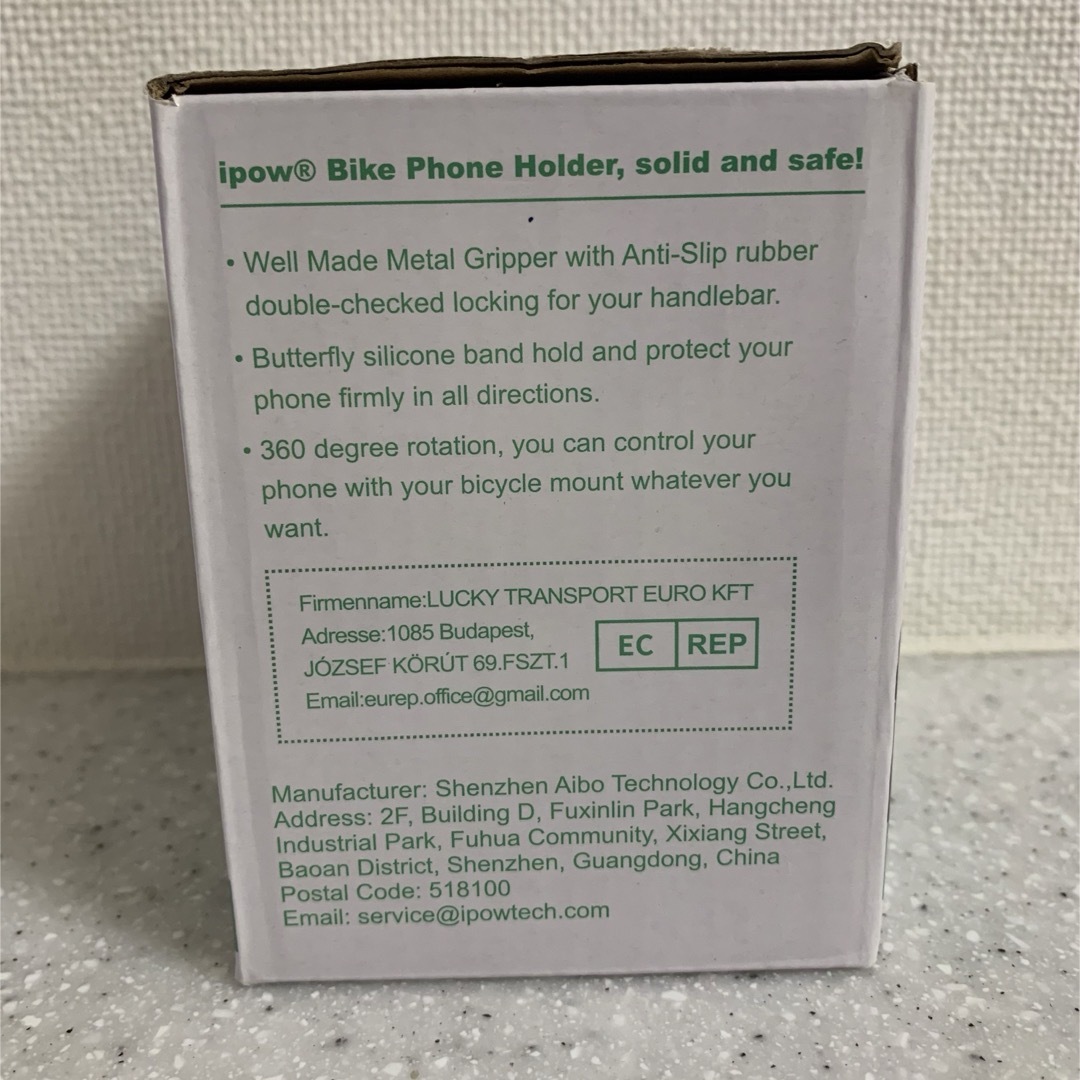 ipow® Bike Phone Holder, solid and safe!
• Well Made Metal Gripper with Anti-Slip rubber
double-checked locking for your handlebar.
• Butterfly silicone band hold and protect your
phone firmly in all directions.
• 360 degree rotation, you can control your
phone with your bicycle mount whatever you
want.
Firmenname:LUCKY TRANSPORT EURO KFT
Adresse:1085 Budapest,
JÓZSEF KÖRÚT 69.FSZT.1
Email:eurep.office@gmail.com
EC REP
Manufacturer: Shenzhen Aibo Technology Co.,Ltd.
Address: 2F, Building D, Fuxinlin Park, Hangcheng
Industrial Park, Fuhua Community, Xixiang Street,
Baoan District, Shenzhen, Guangdong, China
Postal Code: 518100
Email: service@ipowtech.com